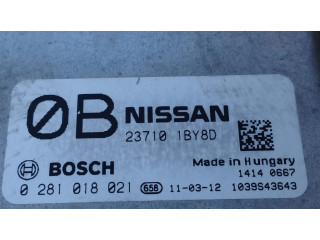 ØB NISSAN
23710 1BY8D
BOSCH
Made in Hungary
1414 0667
0 281 018 021 658 11-03-12 1039S43643